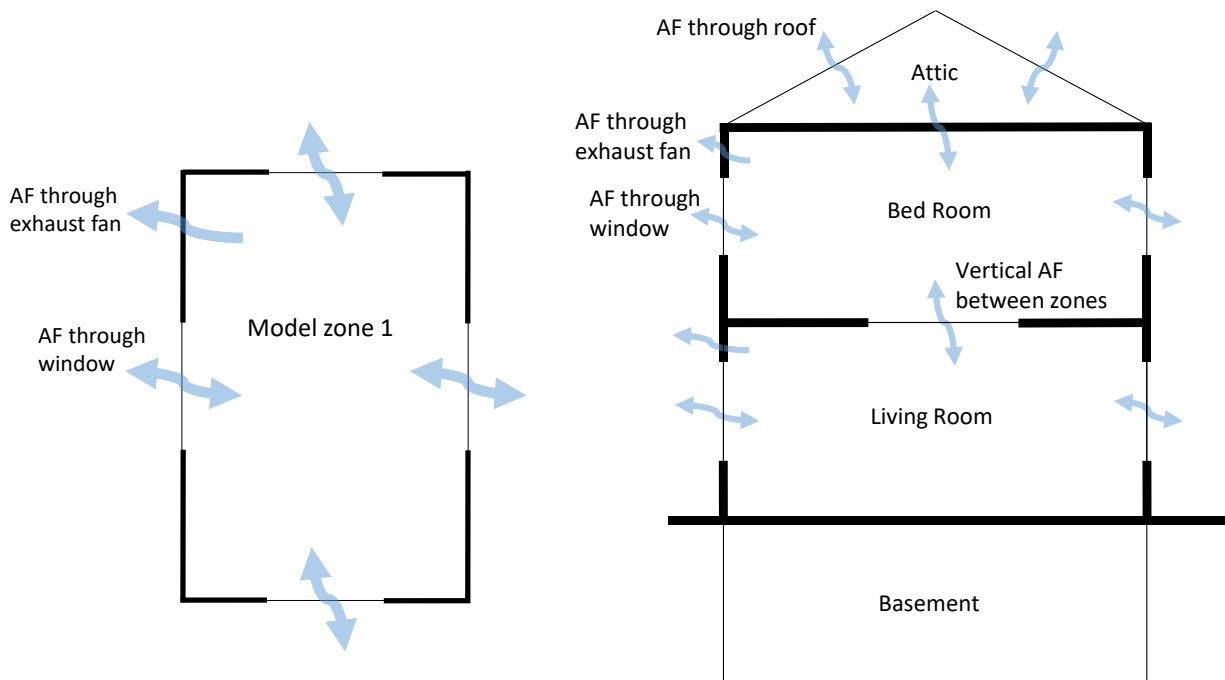 AF through
exhaust fan
Model zone 1
AF through
window
AF through roof
Attic
AF through
exhaust fan
AF through
window
Bed Room
Vertical AF
between zones
Living Room
Basement